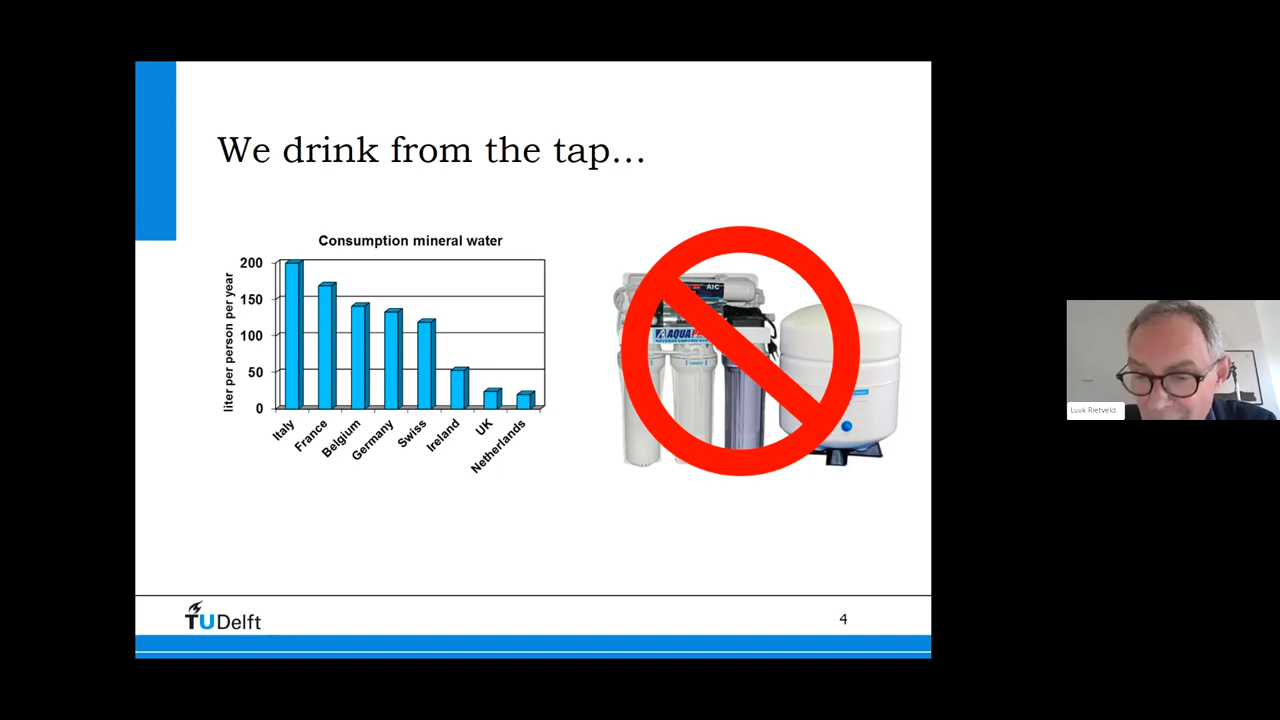 We drink from the tap...
Consumption mineral water
liter per person per year
200
150
100
50
0
Italy
France
Belgium
Germany
Swiss
Ireland
UK
Netherlands
AIC
Luuk Rietveld
TUDelft
4